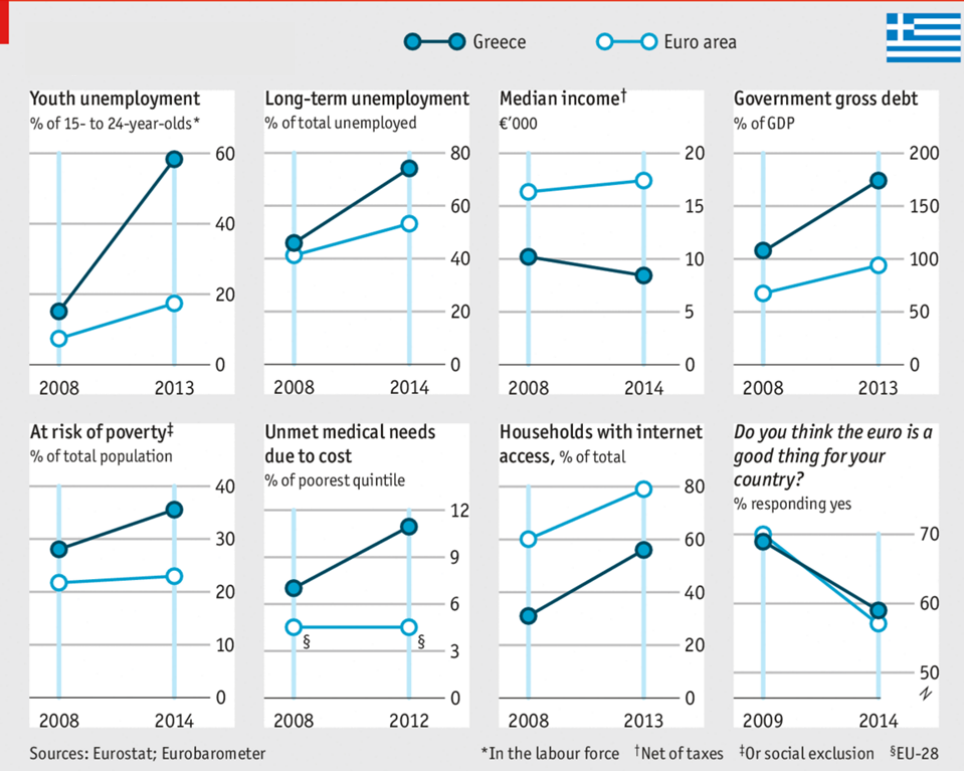 Greece
Euro area
Youth unemployment
% of 15- to 24-year-olds*
60
40
20
0
2008
2013
Long-term unemployment
% of total unemployed
80
60
40
20
0
2008
2014
Median income†
€’000
20
15
10
5
0
2008
2014
Government gross debt
% of GDP
200
150
100
50
0
2008
2013
At risk of poverty‡
% of total population
40
30
20
10
0
2008
2014
Unmet medical needs
due to cost
% of poorest quintile
12
9
6
3
0
§
§
2008
2012
Households with internet
access, % of total
80
60
40
20
0
2008
2013
Do you think the euro is a
good thing for your
country?
% responding yes
70
60
50
2009
2014
Sources: Eurostat; Eurobarometer
*In the labour force †Net of taxes ‡Or social exclusion §EU-28